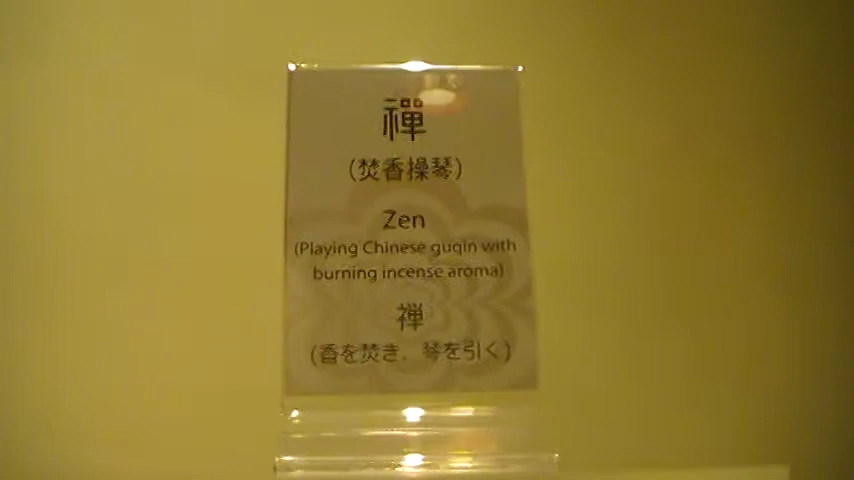 禪
(焚香操琴)
Zen
(Playing Chinese guqin with
burning incense aroma)
禅
(香を焚き、琴を引く)